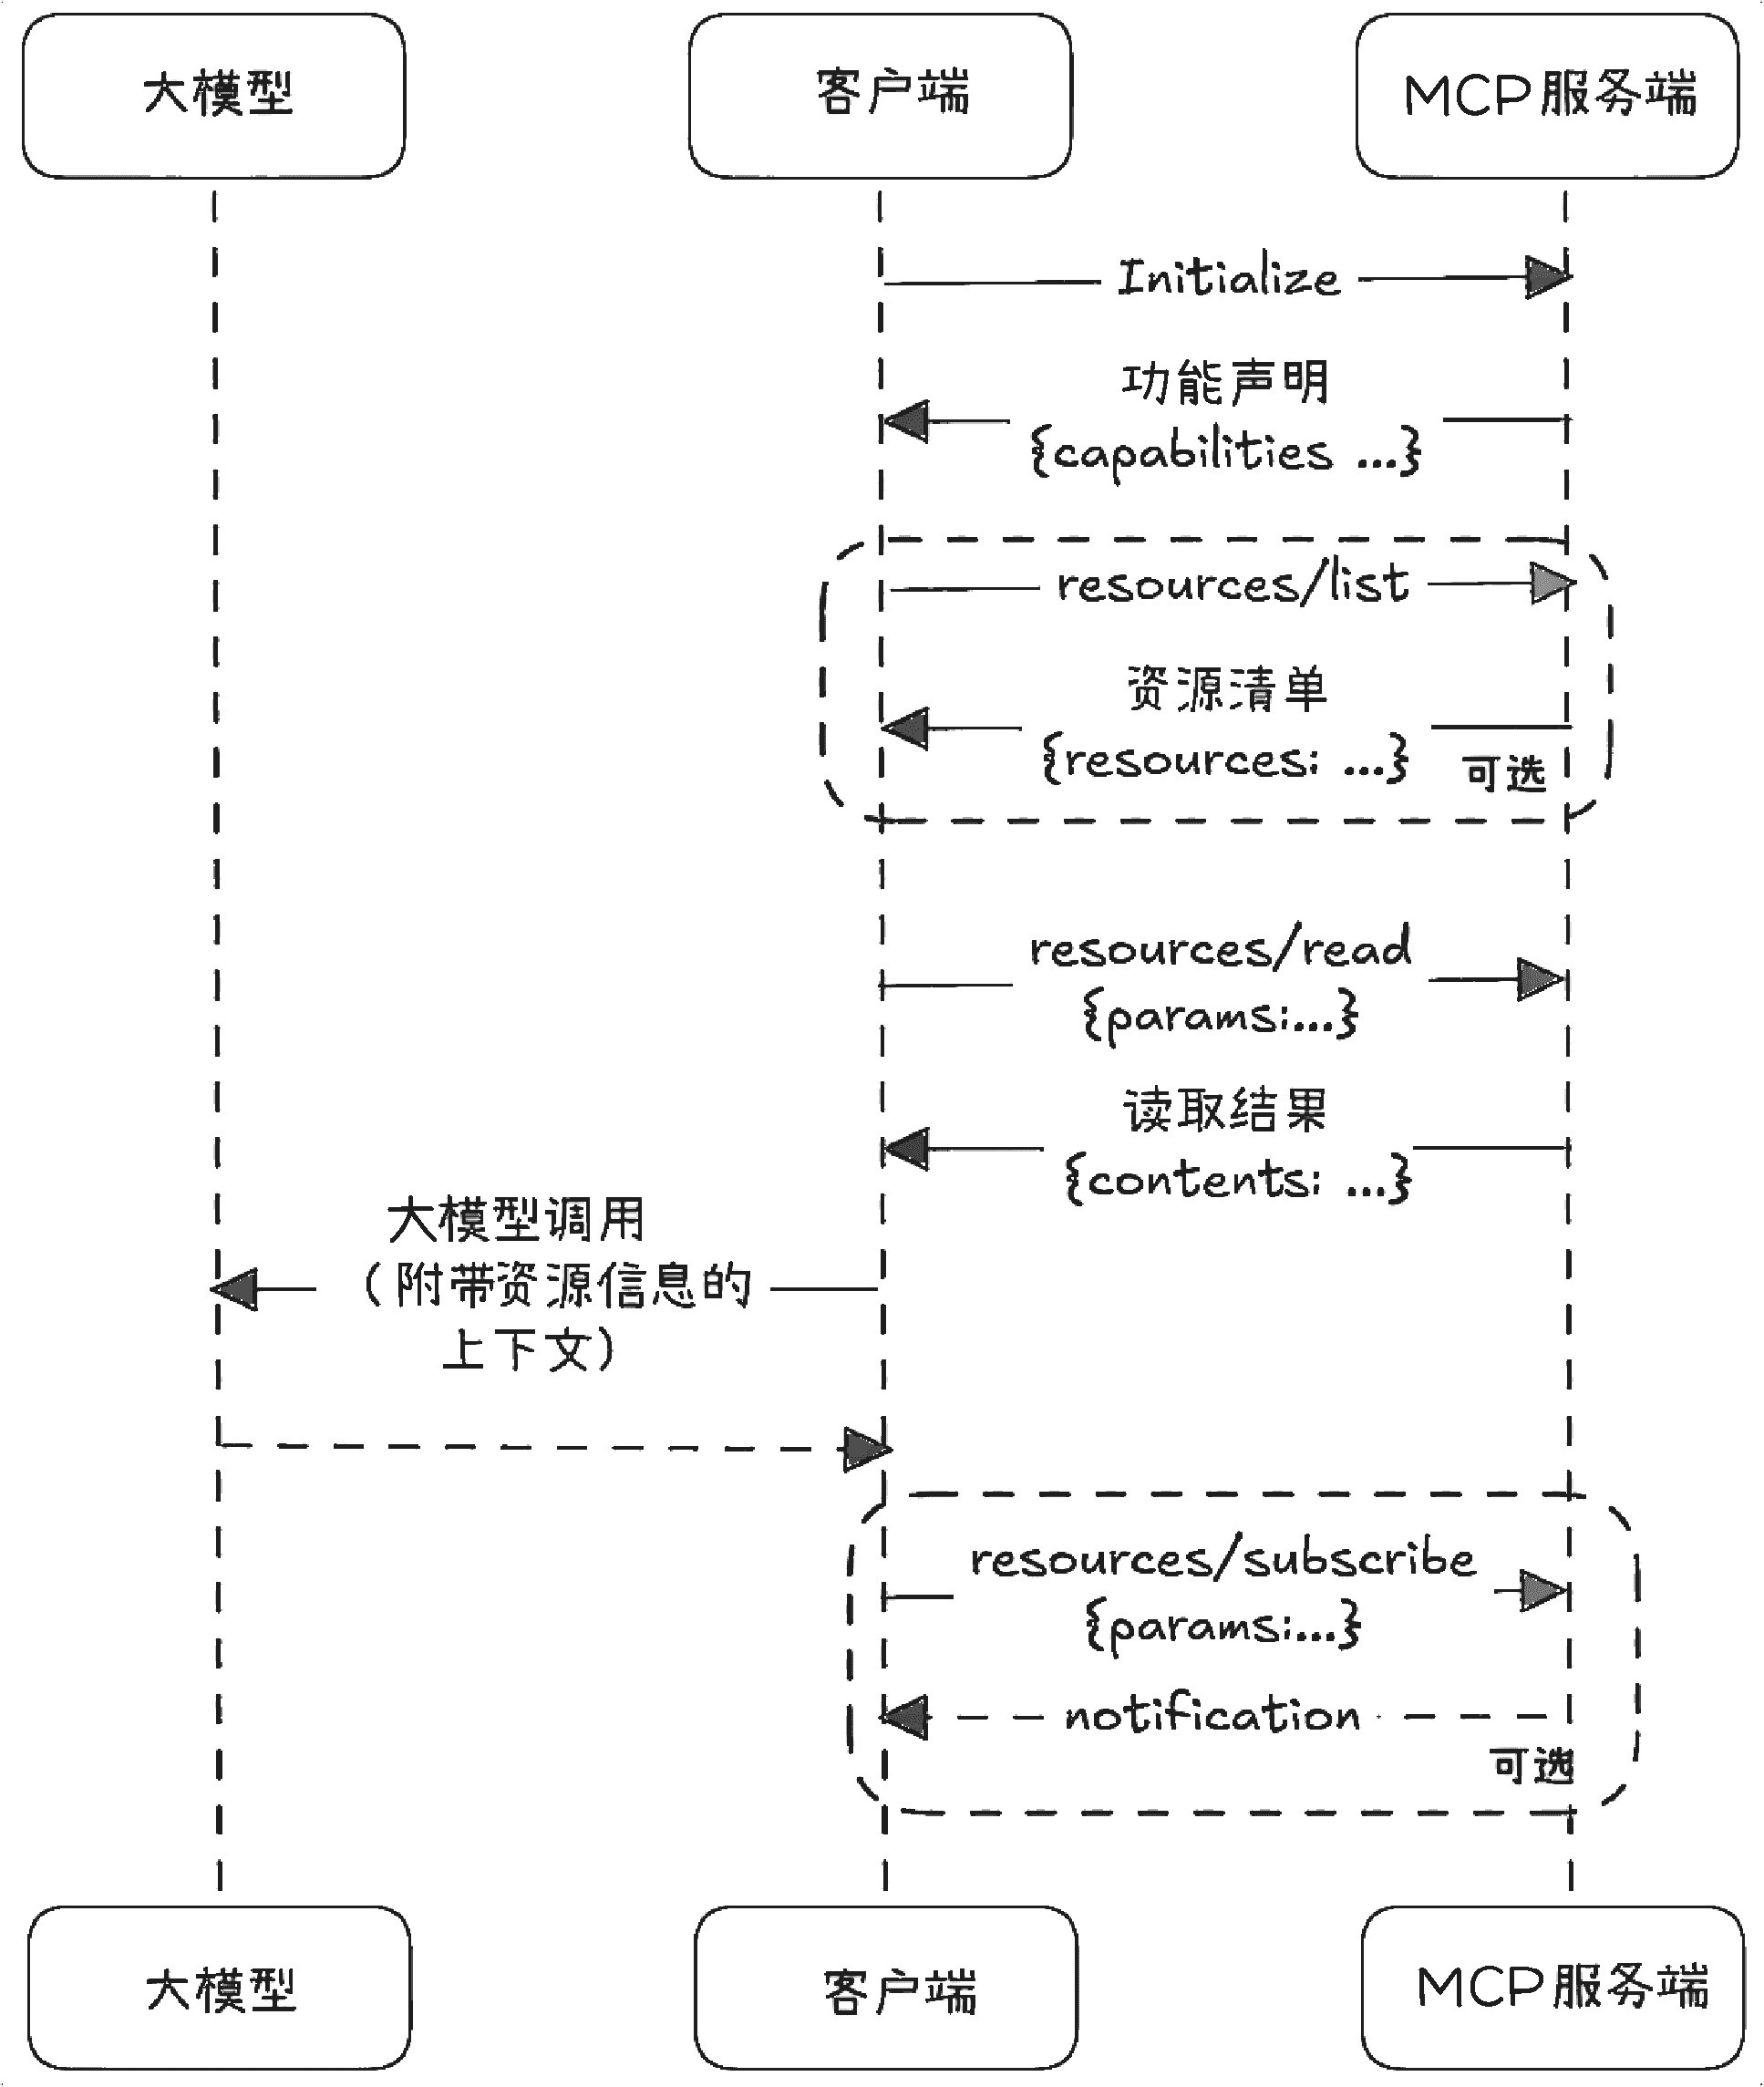 大模型
客户端
MCP服务端
Initialize
功能声明
{capabilities ...}
resources/list
资源清单
{resources: ...}
可选
resources/read
{params:...}
读取结果
{contents: ...}
大模型调用
（附带资源信息的
上下文）
resources/subscribe
{params:...}
notification
可选
大模型
客户端
MCP服务端